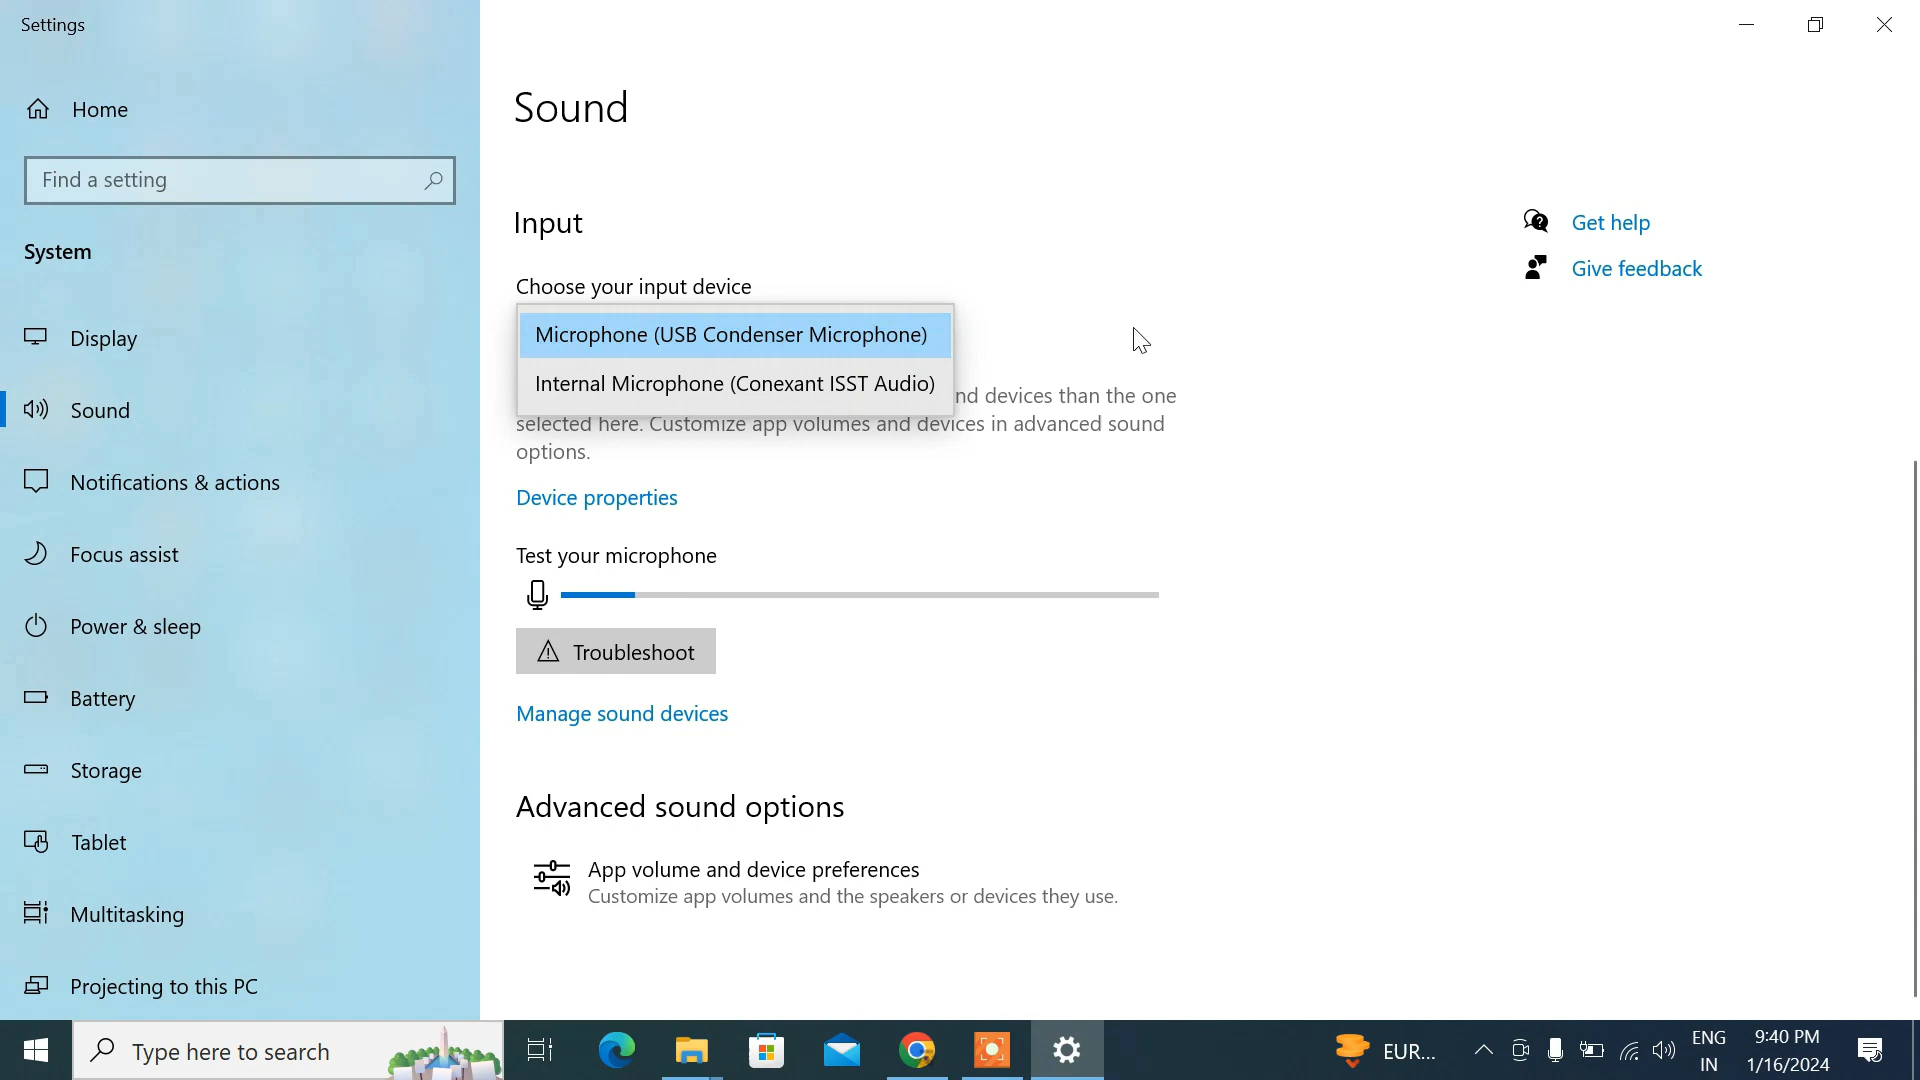 Settings
Home
Find a setting
System
Display
Sound
Notifications & actions
Focus assist
Power & sleep
Battery
Storage
Tablet
Multitasking
Projecting to this PC
Sound
Input
Choose your input device
Microphone (USB Condenser Microphone)
Internal Microphone (Conexant ISST Audio)
nd devices than the one
selected here. Customize app volumes and devices in advanced sound
options.
Device properties
Test your microphone
Troubleshoot
Manage sound devices
Advanced sound options
App volume and device preferences
Customize app volumes and the speakers or devices they use.
Get help
Give feedback
Type here to search
EUR...
ENG
IN
9:40 PM
1/16/2024